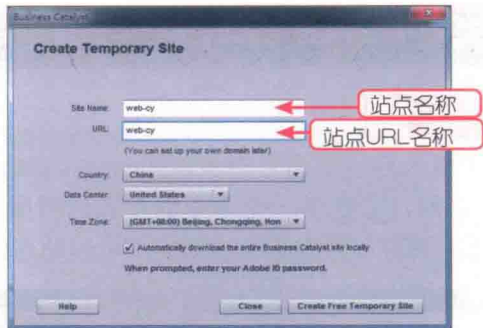 Business Catalyst
Create Temporary Site
Site Name: web-cy 站点名称
URL: web-cy 站点URL名称
(You can set up your own domain later)
Country: China
Data Center: United States
Time Zone: (GMT+08:00) Beijing, Chongqing, Hon
Automatically download the entire Business Catalyst site locally
When prompted, enter your Adobe ID password.
Help Close Create Free Temporary Site